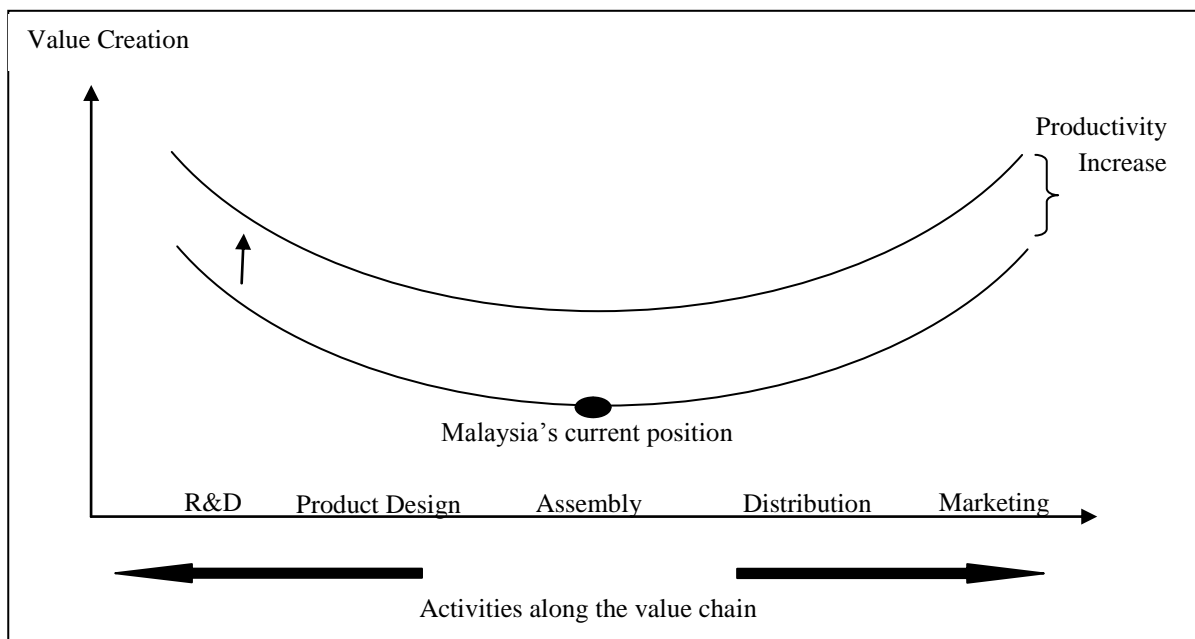 Value Creation
Productivity
Increase
Malaysia’s current position
R&D Product Design Assembly Distribution Marketing
Activities along the value chain